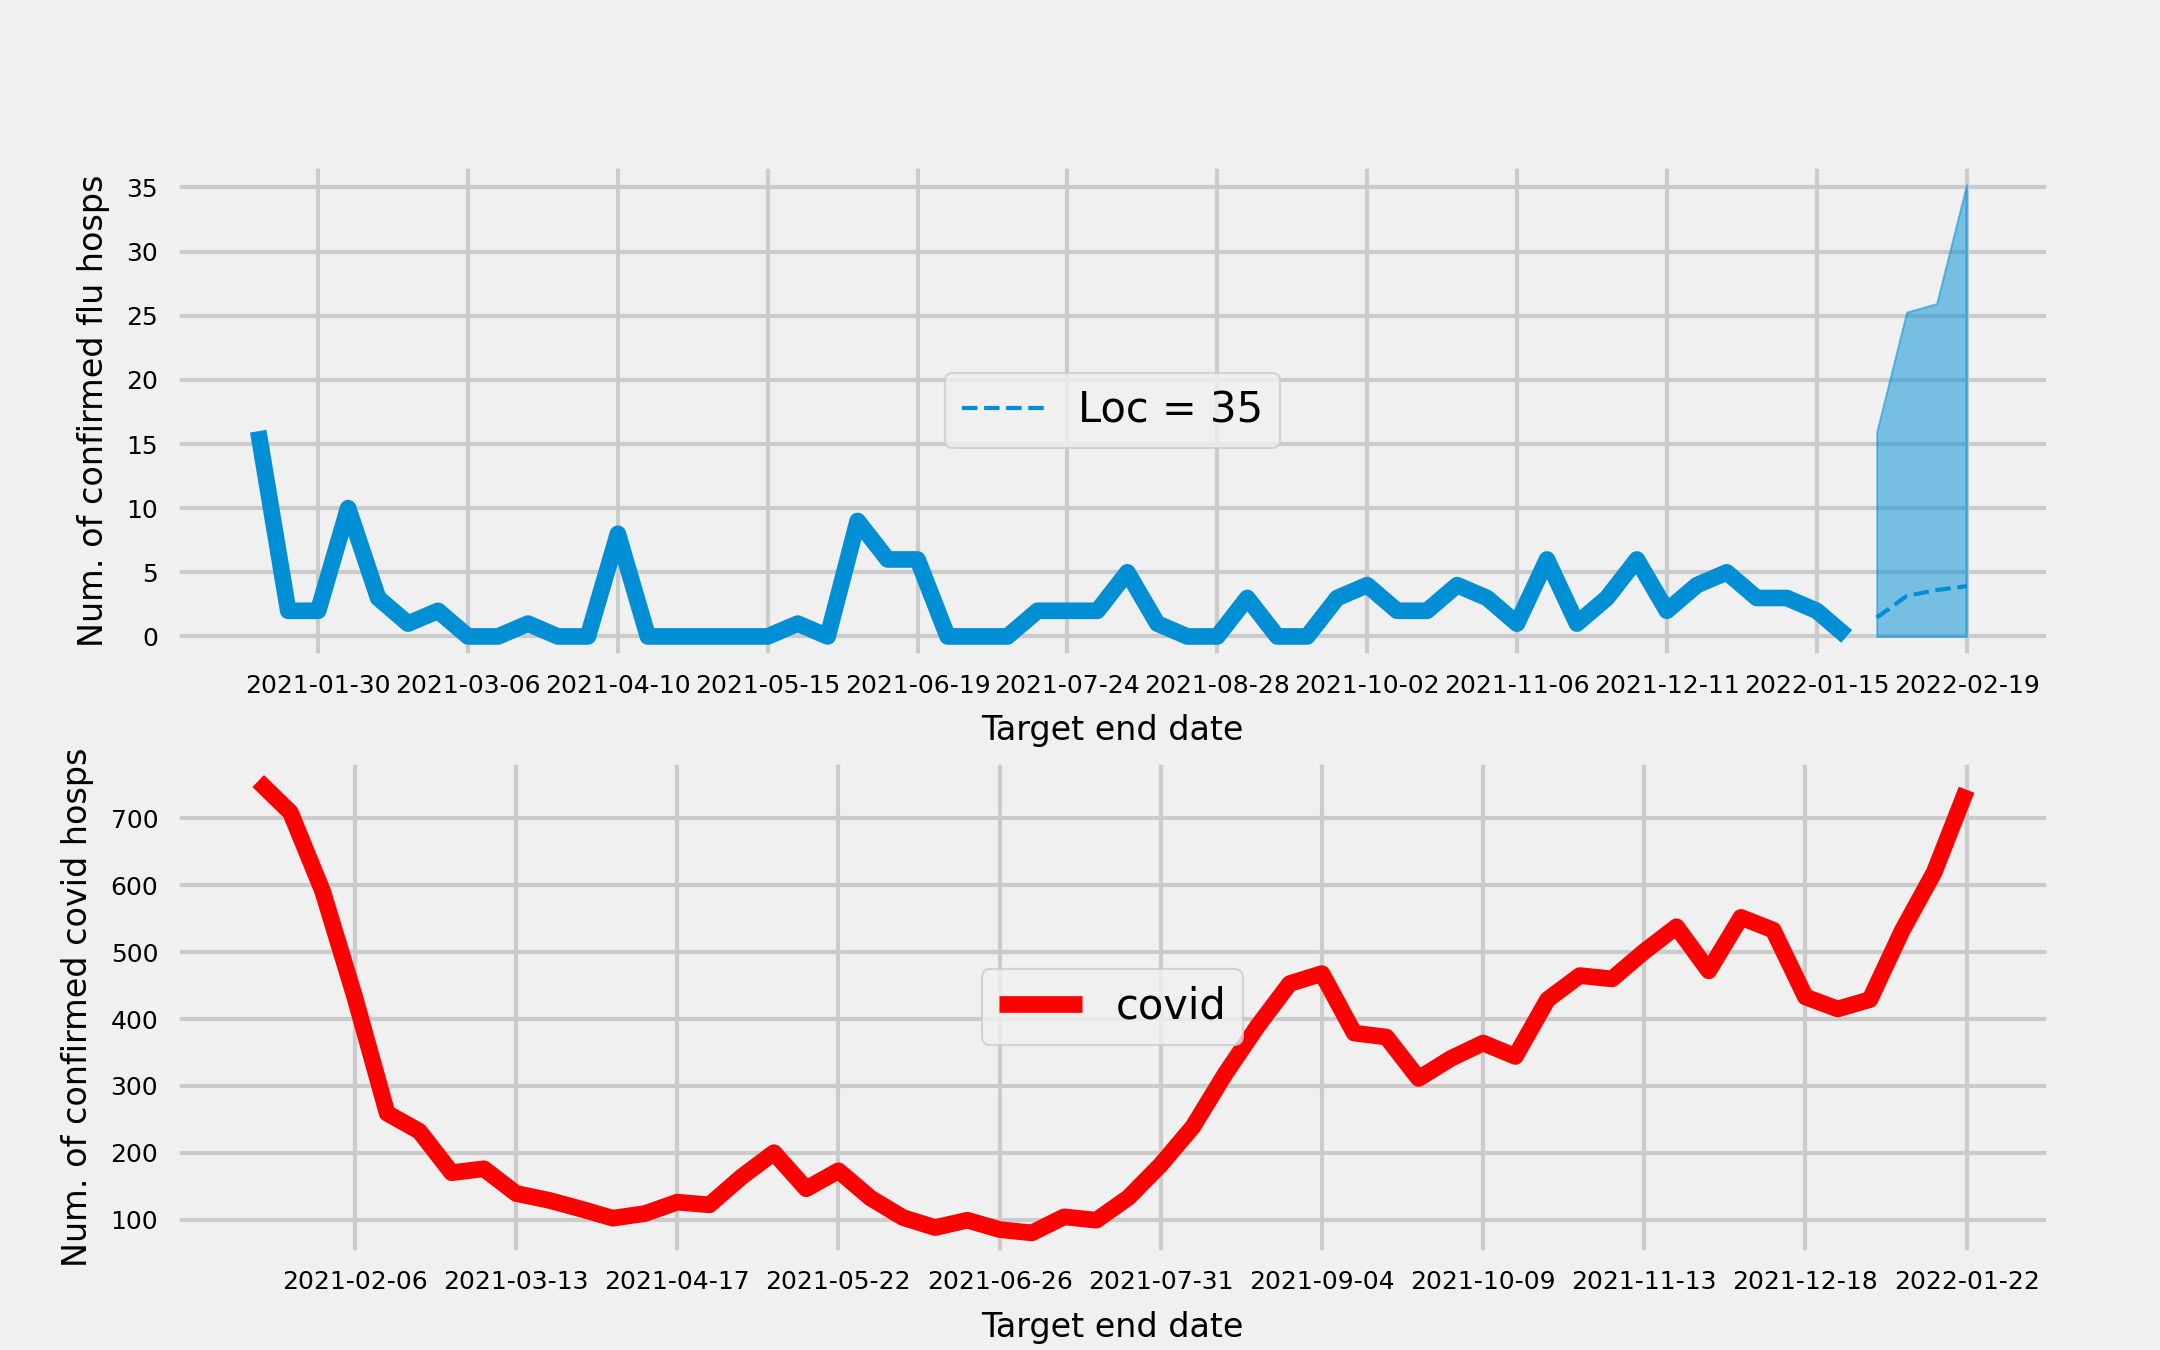 Num. of confirmed flu hosps
35
30
25
20
15
10
5
0
Loc = 35
2021-01-30 2021-03-06 2021-04-10 2021-05-15 2021-06-19 2021-07-24 2021-08-28 2021-10-02 2021-11-06 2021-12-11 2022-01-15 2022-02-19
Target end date
Num. of confirmed covid hosps
700
600
500
400
300
200
100
covid
2021-02-06 2021-03-13 2021-04-17 2021-05-22 2021-06-26 2021-07-31 2021-09-04 2021-10-09 2021-11-13 2021-12-18 2022-01-22
Target end date